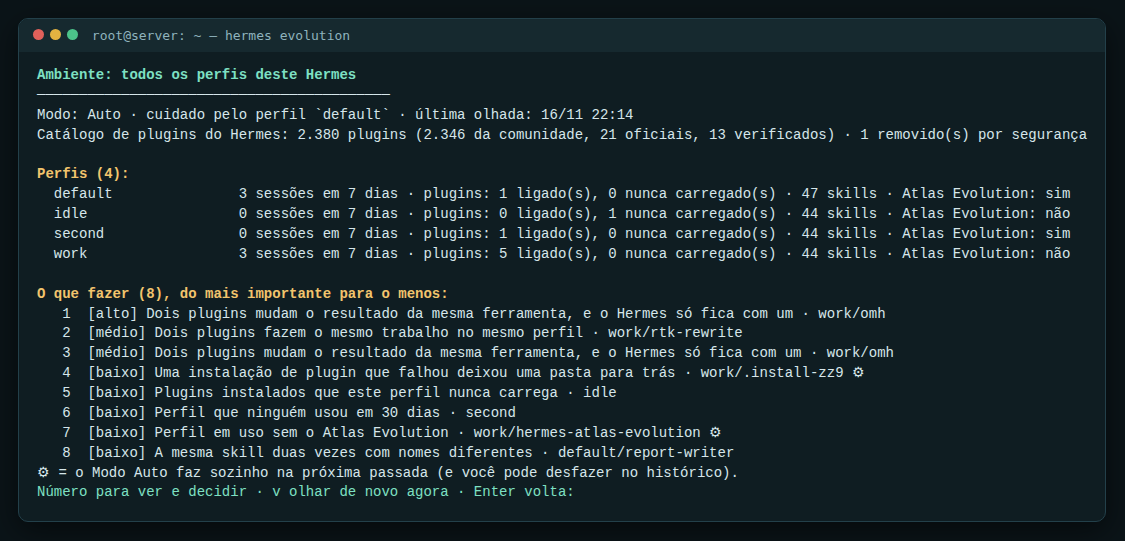 root@server: ~ — hermes evolution
Ambiente: todos os perfis deste Hermes
──────────────────────────────────────────
Modo: Auto · cuidado pelo perfil `default` · última olhada: 16/11 22:14
Catálogo de plugins do Hermes: 2.380 plugins (2.346 da comunidade, 21 oficiais, 13 verificados) · 1 removido(s) por segurança
Perfis (4):
default 3 sessões em 7 dias · plugins: 1 ligado(s), 0 nunca carregado(s) · 47 skills · Atlas Evolution: sim
idle 0 sessões em 7 dias · plugins: 0 ligado(s), 1 nunca carregado(s) · 44 skills · Atlas Evolution: não
second 0 sessões em 7 dias · plugins: 1 ligado(s), 0 nunca carregado(s) · 44 skills · Atlas Evolution: sim
work 3 sessões em 7 dias · plugins: 5 ligado(s), 0 nunca carregado(s) · 44 skills · Atlas Evolution: não
O que fazer (8), do mais importante para o menos:
1 [alto] Dois plugins mudam o resultado da mesma ferramenta, e o Hermes só fica com um · work/omh
2 [médio] Dois plugins fazem o mesmo trabalho no mesmo perfil · work/rtk-rewrite
3 [médio] Dois plugins mudam o resultado da mesma ferramenta, e o Hermes só fica com um · work/omh
4 [baixo] Uma instalação de plugin que falhou deixou uma pasta para trás · work/.install-zz9 ⚙
5 [baixo] Plugins instalados que este perfil nunca carrega · idle
6 [baixo] Perfil que ninguém usou em 30 dias · second
7 [baixo] Perfil em uso sem o Atlas Evolution · work/hermes-atlas-evolution ⚙
8 [baixo] A mesma skill duas vezes com nomes diferentes · default/report-writer
⚙ = o Modo Auto faz sozinho na próxima passada (e você pode desfazer no histórico).
Número para ver e decidir · v olhar de novo agora · Enter volta: